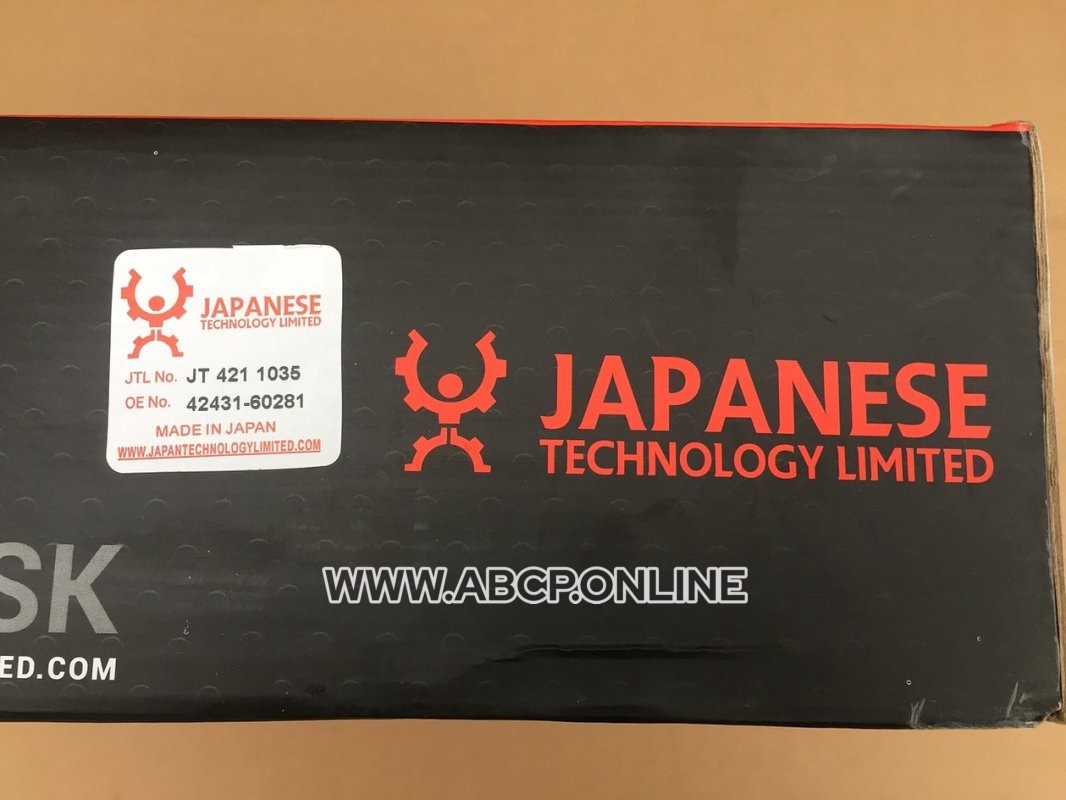 JAPANESE
TECHNOLOGY LIMITED
JTL No. JT 421 1035
OE No. 42431-60281
MADE IN JAPAN
WWW.JAPANTECHNOLOGYLIMITED.COM
JAPANESE
TECHNOLOGY LIMITED
SK
WWW.ABCP.ONLINE
ED.COM